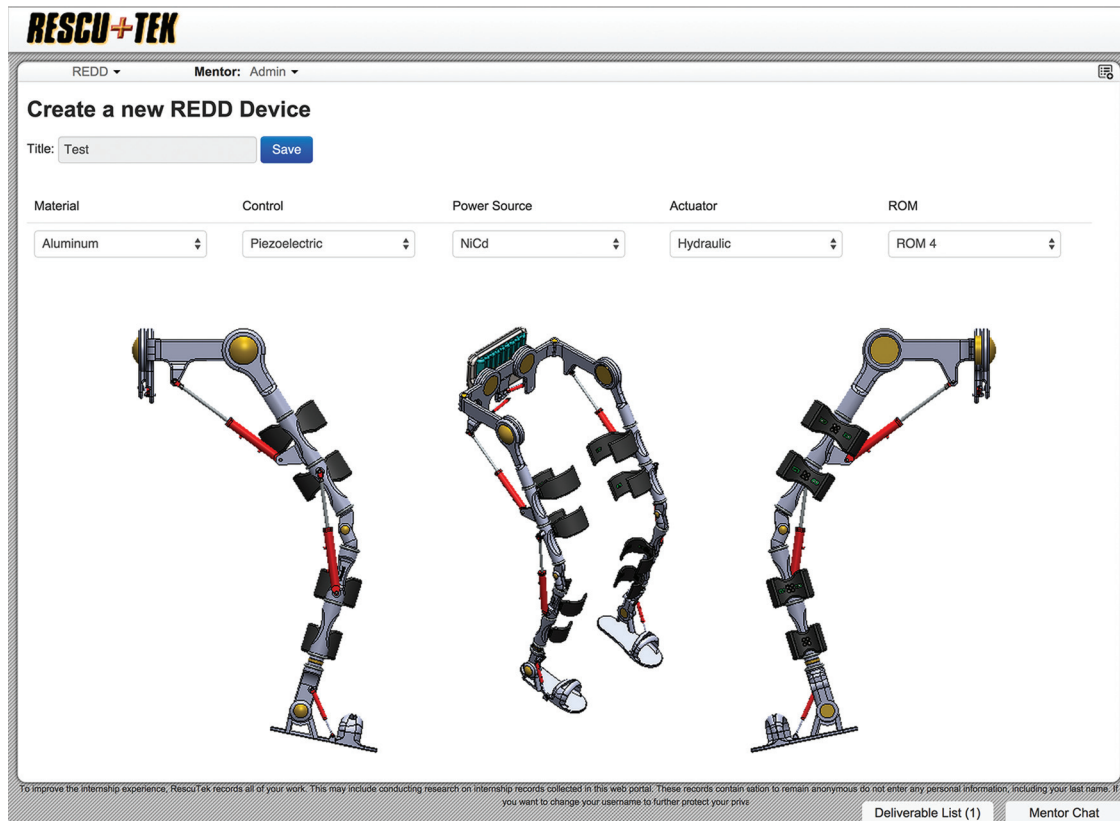 RESCU+TEK
REDD Mentor: Admin
Create a new REDD Device
Title: Test Save
Material Control Power Source Actuator ROM
Aluminum Piezoelectric NiCd Hydraulic ROM 4
To improve the internship experience, RescuTek records all of your work. This may include conducting research on internship records collected in this web portal. These records contain eation to remain anonymous do not enter any personal information, including your last name. If
you want to change your username to further protect your priva
Deliverable List (1) Mentor Chat